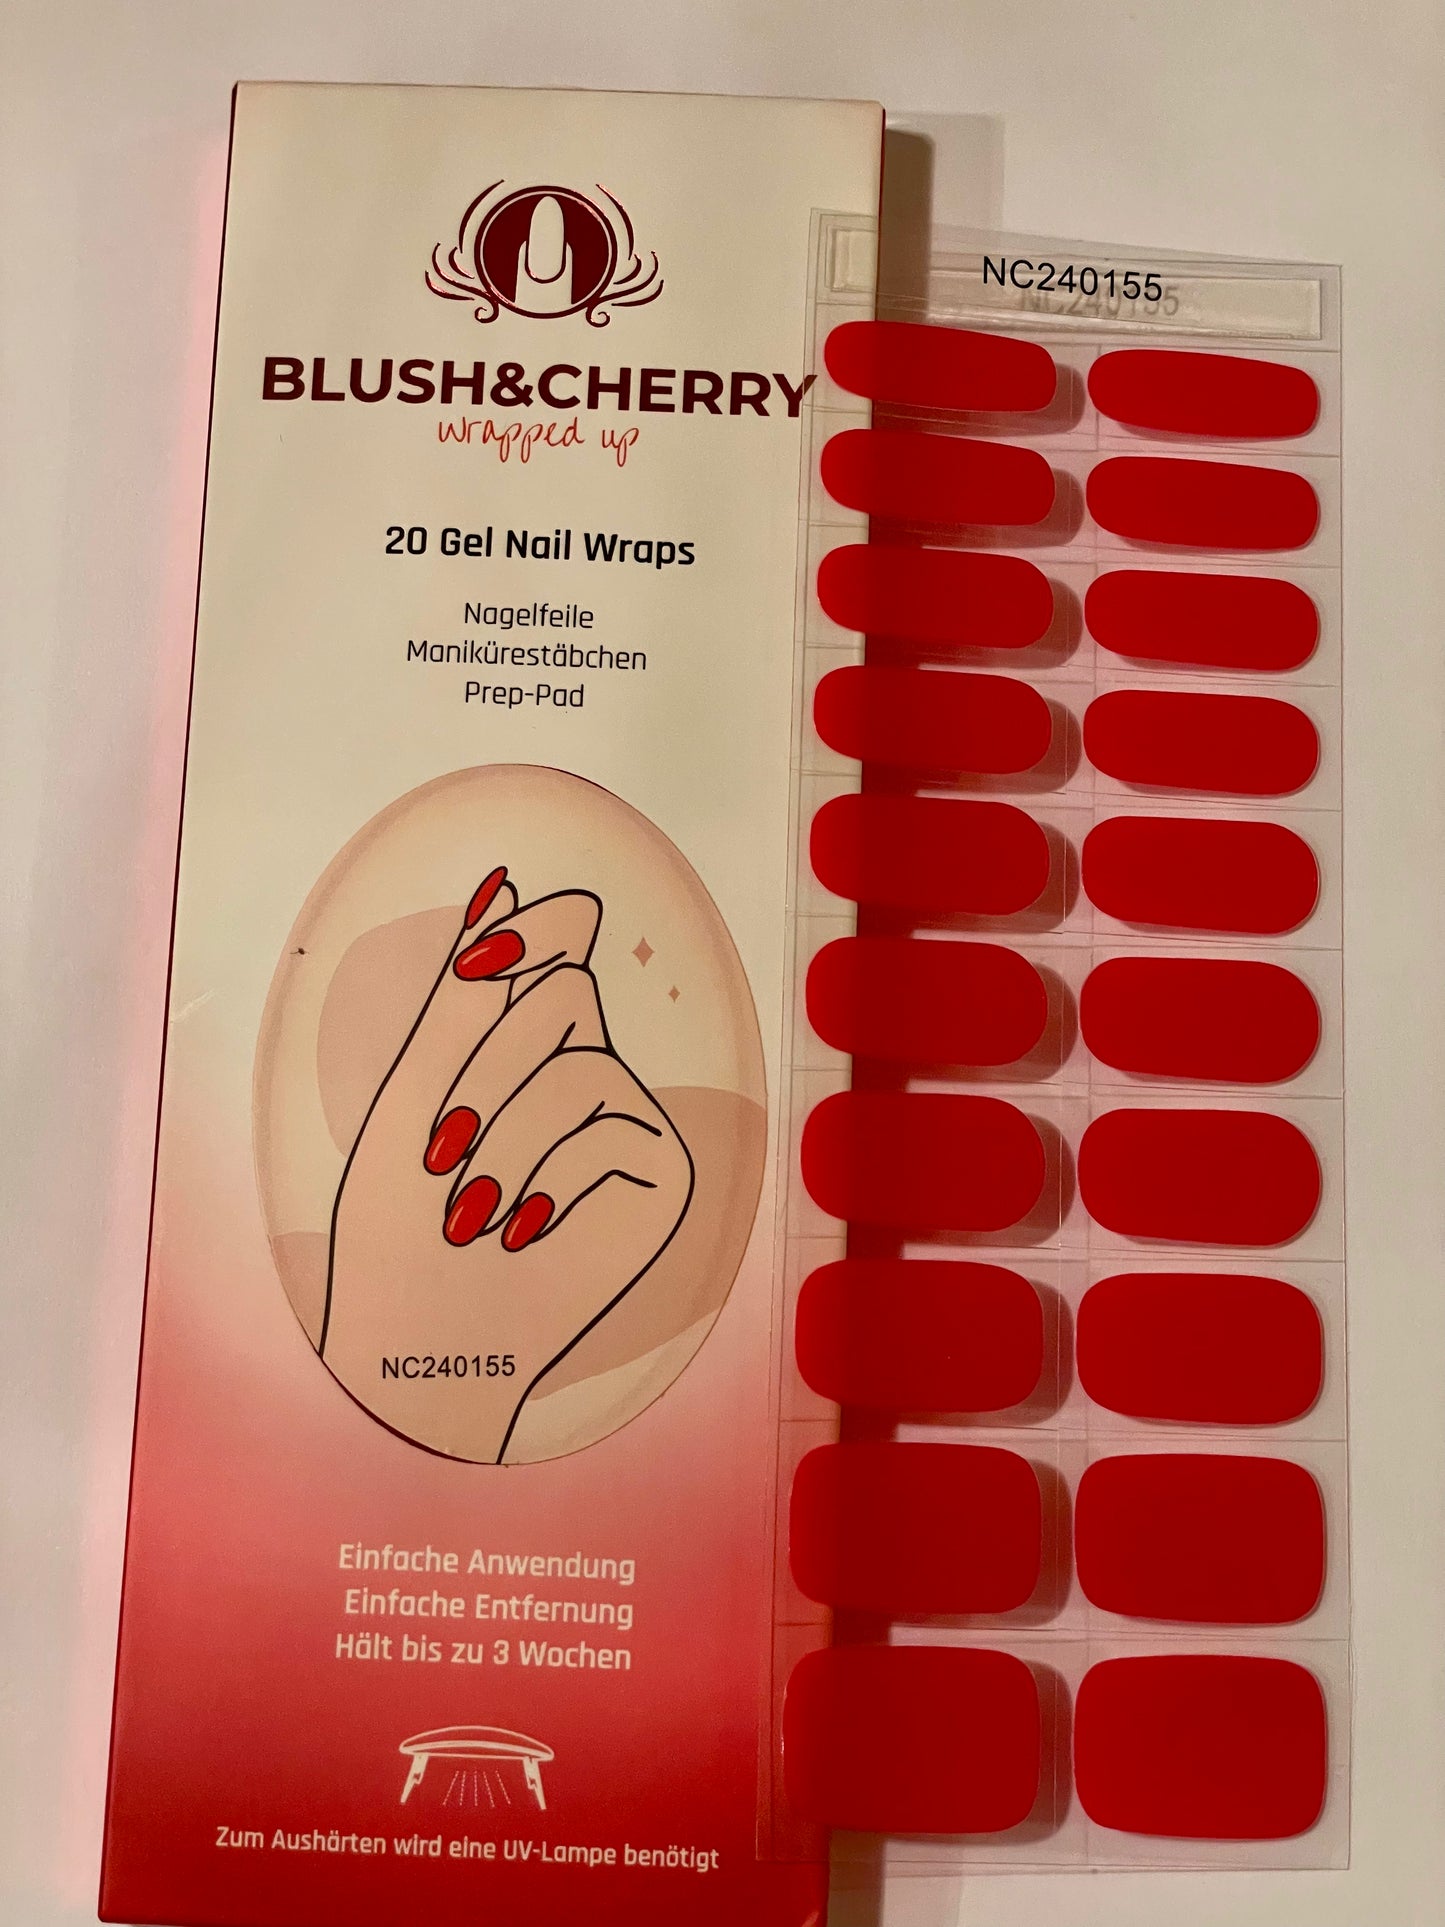 BLUSH&CHERRY
wrapped up
20 Gel Nail Wraps
Nagelfeile
Manikürestäbchen
Prep-Pad
NC240155
Einfache Anwendung
Einfache Entfernung
Hält bis zu 3 Wochen
Zum Aushärten wird eine UV-Lampe benötigt
NC240155